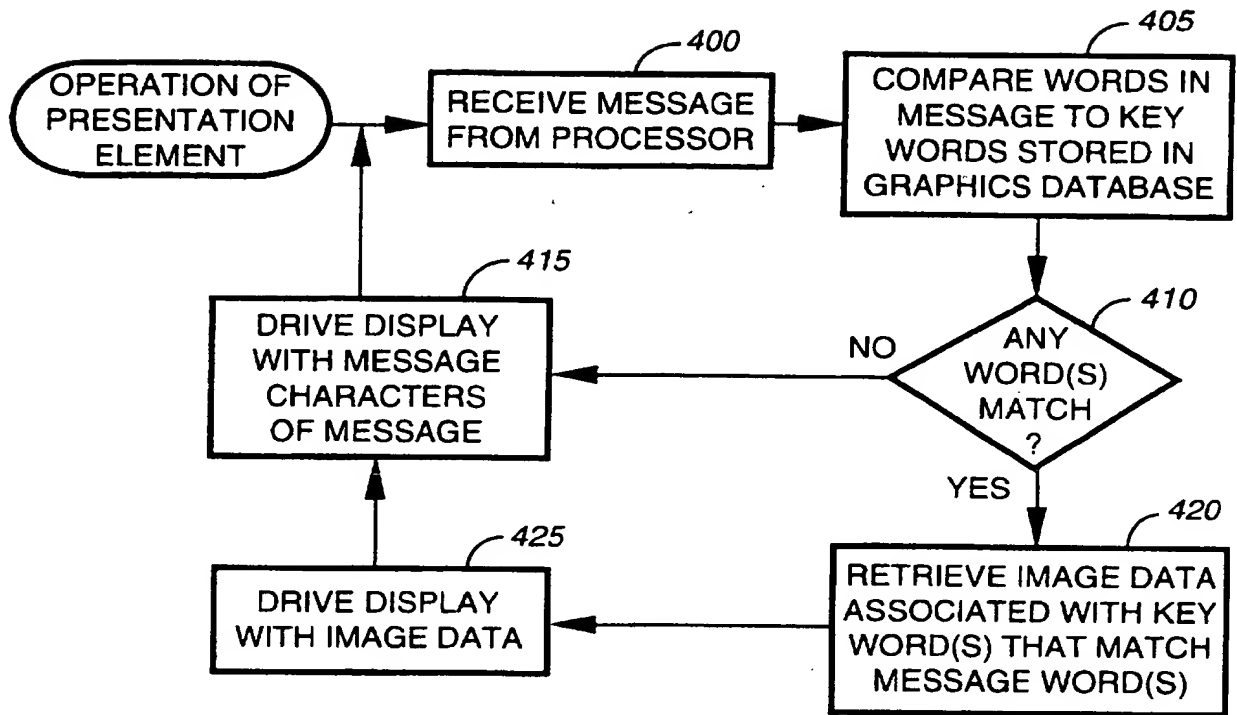 OPERATION OF
PRESENTATION
ELEMENT
400
RECEIVE MESSAGE
FROM PROCESSOR
405
COMPARE WORDS IN
MESSAGE TO KEY
WORDS STORED IN
GRAPHICS DATABASE
410
ANY
WORD(S)
MATCH
?
NO
YES
415
DRIVE DISPLAY
WITH MESSAGE
CHARACTERS
OF MESSAGE
420
RETRIEVE IMAGE DATA
ASSOCIATED WITH KEY
WORD(S) THAT MATCH
MESSAGE WORD(S)
425
DRIVE DISPLAY
WITH IMAGE DATA